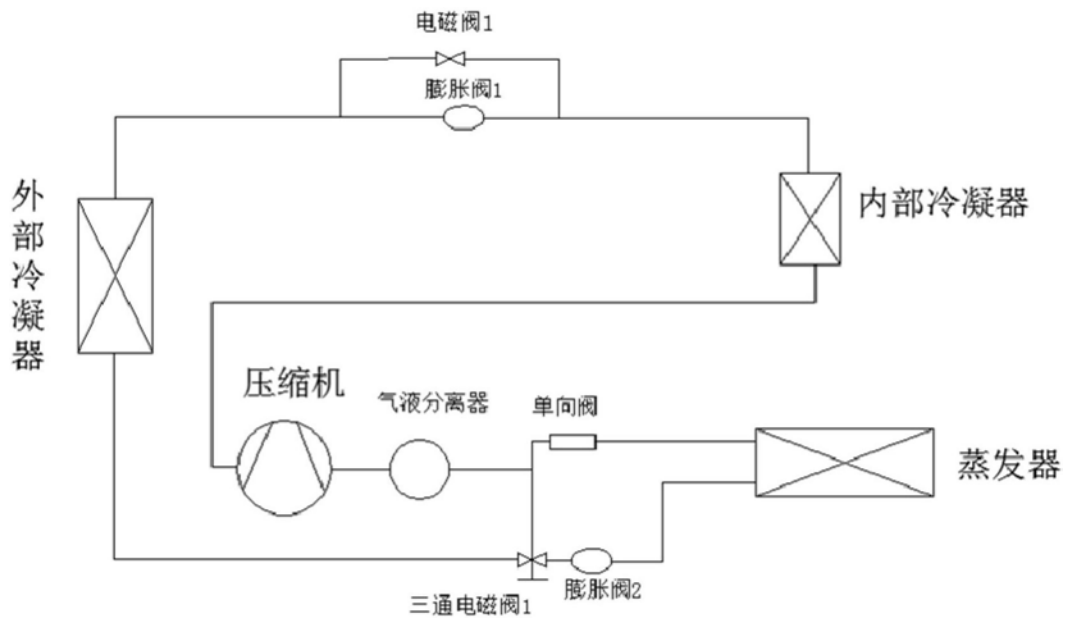 电磁阀1
膨胀阀1
外部冷凝器
内部冷凝器
压缩机
气液分离器
单向阀
蒸发器
三通电磁阀1
膨胀阀2